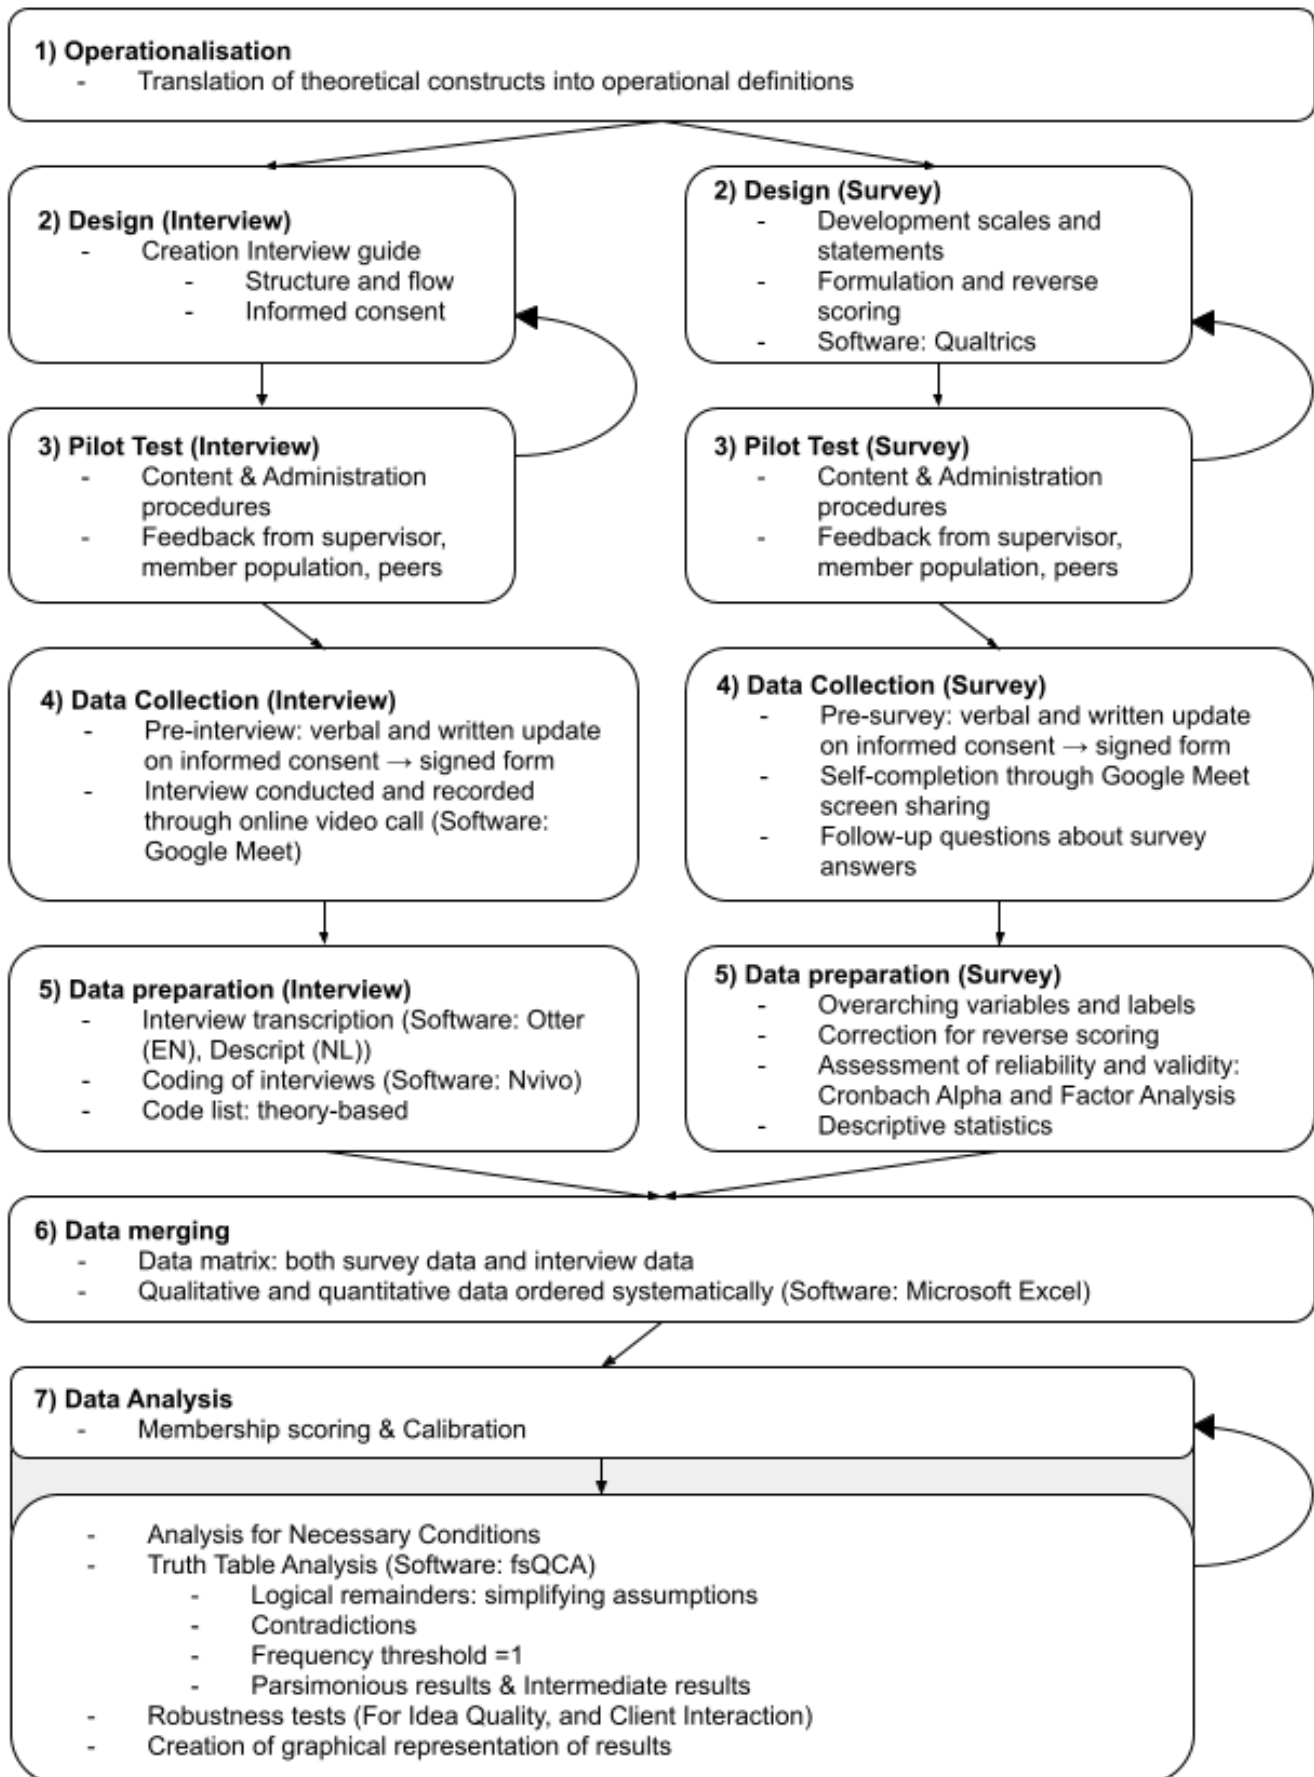 1) Operationalisation
- Translation of theoretical constructs into operational definitions
2) Design (Interview)
- Creation Interview guide
- Structure and flow
- Informed consent
2) Design (Survey)
- Development scales and
statements
- Formulation and reverse
scoring
- Software: Qualtrics
3) Pilot Test (Interview)
- Content & Administration
procedures
- Feedback from supervisor,
member population, peers
3) Pilot Test (Survey)
- Content & Administration
procedures
- Feedback from supervisor,
member population, peers
4) Data Collection (Interview)
- Pre-interview: verbal and written update
on informed consent → signed form
- Interview conducted and recorded
through online video call (Software:
Google Meet)
4) Data Collection (Survey)
- Pre-survey: verbal and written update
on informed consent → signed form
- Self-completion through Google Meet
screen sharing
- Follow-up questions about survey
answers
5) Data preparation (Interview)
- Interview transcription (Software: Otter
(EN), Descript (NL))
- Coding of interviews (Software: Nvivo)
- Code list: theory-based
5) Data preparation (Survey)
- Overarching variables and labels
- Correction for reverse scoring
- Assessment of reliability and validity:
Cronbach Alpha and Factor Analysis
- Descriptive statistics
6) Data merging
- Data matrix: both survey data and interview data
- Qualitative and quantitative data ordered systematically (Software: Microsoft Excel)
7) Data Analysis
- Membership scoring & Calibration
- Analysis for Necessary Conditions
- Truth Table Analysis (Software: fsQCA)
- Logical remainders: simplifying assumptions
- Contradictions
- Frequency threshold =1
- Parsimonious results & Intermediate results
- Robustness tests (For Idea Quality, and Client Interaction)
- Creation of graphical representation of results